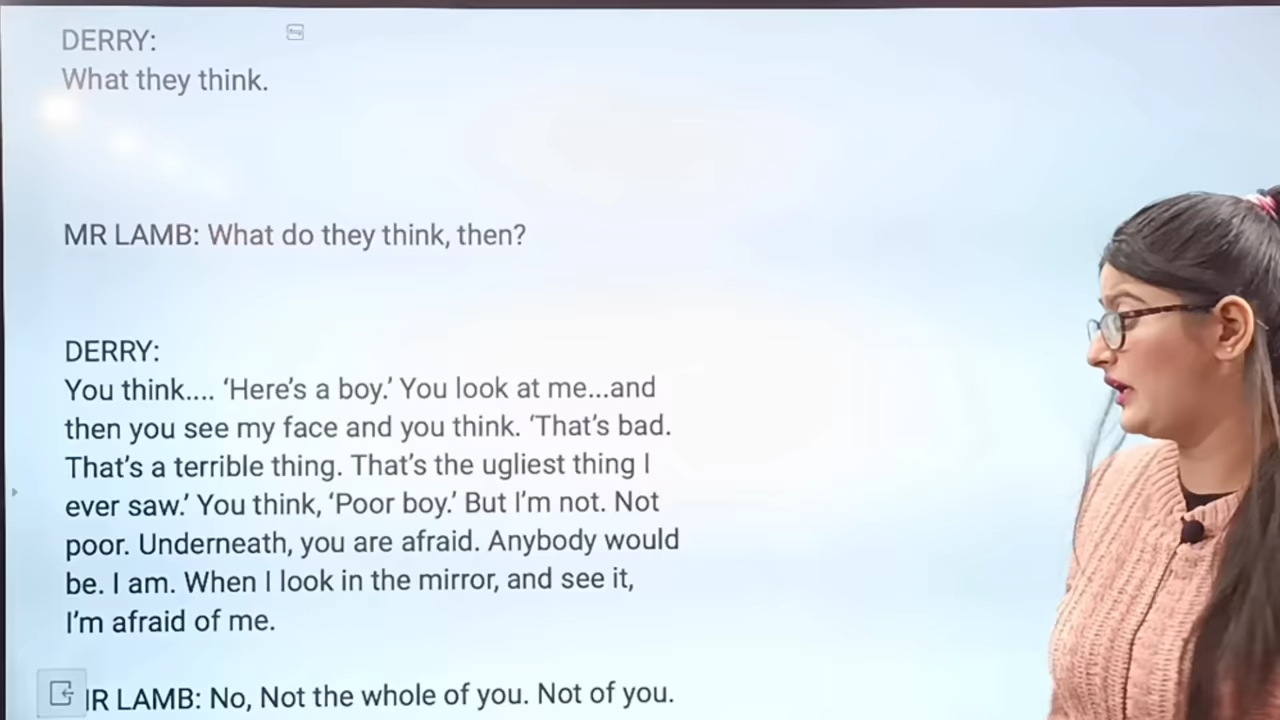 DERRY:
What they think.
MR LAMB: What do they think, then?
DERRY:
You think.... ‘Here’s a boy.’ You look at me...and
then you see my face and you think. ‘That’s bad.
That’s a terrible thing. That’s the ugliest thing I
ever saw.’ You think, ‘Poor boy.’ But I’m not. Not
poor. Underneath, you are afraid. Anybody would
be. I am. When I look in the mirror, and see it,
I’m afraid of me.
LAMB: No, Not the whole of you. Not of you.